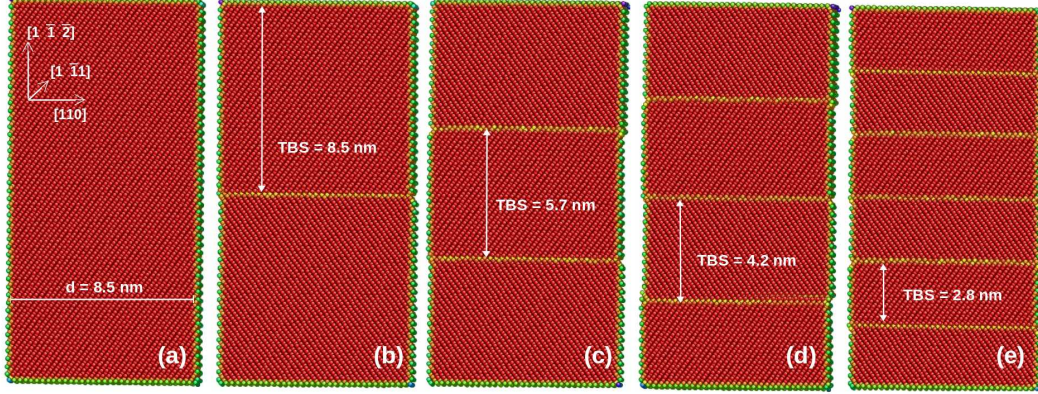 [1 1̅ 2̅]
[1 1̅1]
[110]
d = 8.5 nm
(a)
TBS = 8.5 nm
(b)
TBS = 5.7 nm
(c)
TBS = 4.2 nm
(d)
TBS = 2.8 nm
(e)